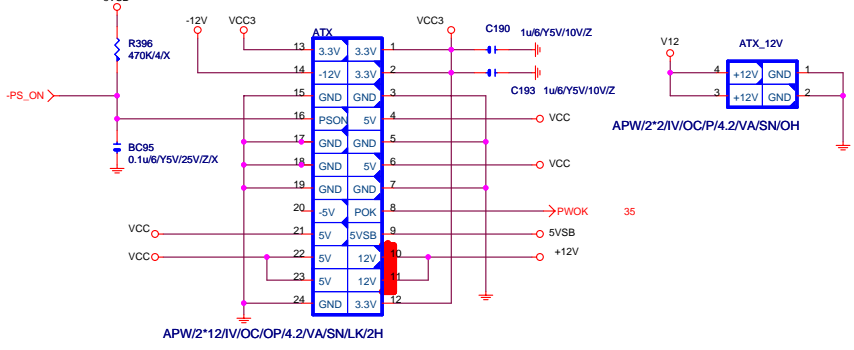 -12V VCC3 ATX VCC3 C190 1u/6/Y5V/10V/Z
R396
470K/4/X
V12 ATX_12V
13 3.3V 3.3V 1
14 -12V 3.3V 2
C193 1u/6/Y5V/10V/Z
4 +12V GND 1
3 +12V GND 2
-PS_ON
15 GND GND 3
16 PSON 5V 4 VCC
APW/2*2/IV/OC/P/4.2/VA/SN/OH
BC95
0.1u/6/Y5V/25V/Z/X
17 GND GND 5
18 GND 5V 6 VCC
19 GND GND 7
20 -5V POK 8 PWOK 35
VCC 21 5V 5VSB 9 5VSB
VCC 22 5V 12V 10 +12V
23 5V 12V 11
24 GND 3.3V 12
APW/2*12/IV/OC/OP/4.2/VA/SN/LK/2H